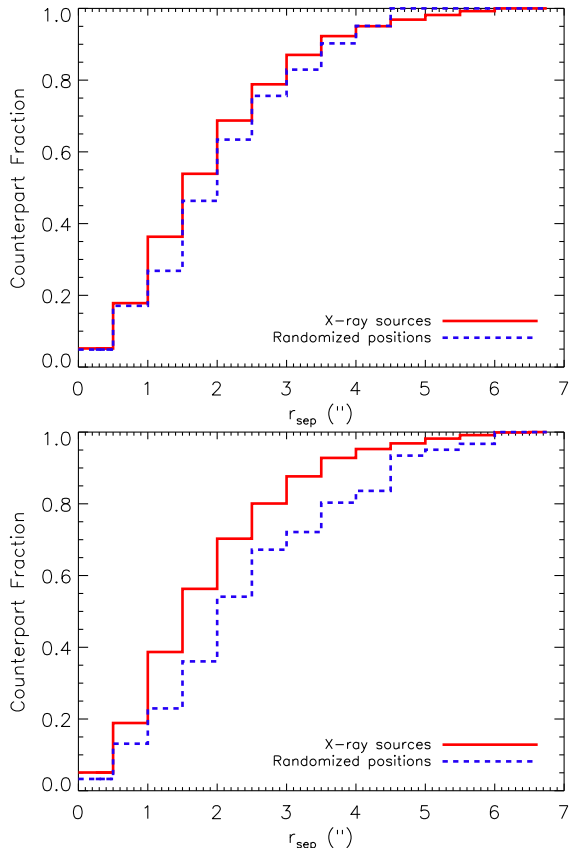 1.0
0.8
0.6
0.4
0.2
0.0
Counterpart Fraction
X-ray sources
Randomized positions
0 1 2 3 4 5 6 7
r_sep (")
1.0
0.8
0.6
0.4
0.2
0.0
Counterpart Fraction
X-ray sources
Randomized positions
0 1 2 3 4 5 6 7
r_sep (")